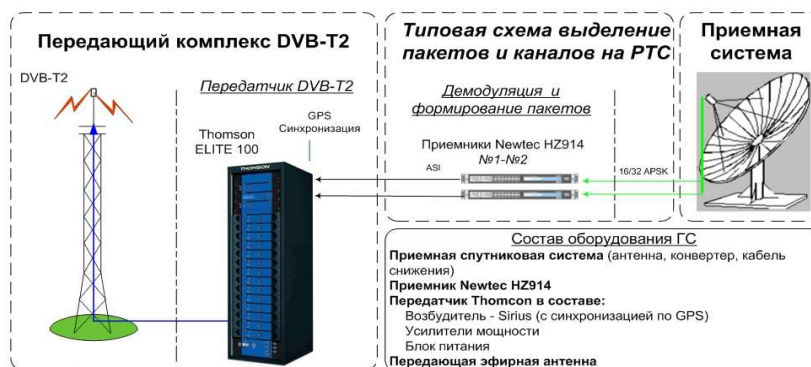 Передающий комплекс DVB-T2
DVB-T2
Передатчик DVB-T2
GPS
Синхронизация
Thomson
ELITE 100
THOMSON
Типовая схема выделение
пакетов и каналов на РТС
Демодуляция и
формирование пакетов
Приемники Newtec HZ914
№1-№2
ASI
16/32 APSK
Приемная
система
Состав оборудования ГС
Приемная спутниковая система (антенна, конвертер, кабель
снижения)
Приемник Newtec HZ914
Передатчик Thomcon в составе:
Возбудитель - Sirius (с синхронизацией по GPS)
Усилители мощности
Блок питания
Передающая эфирная антенна